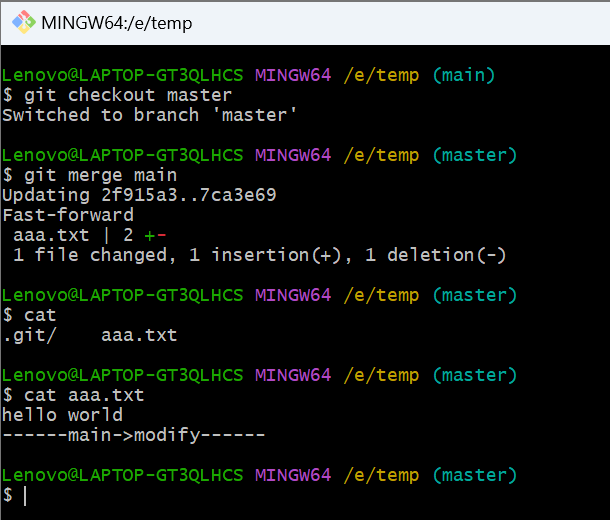 MINGW64:/e/temp
Lenovo@LAPTOP-GT3QLHCS MINGW64 /e/temp (main)
$ git checkout master
Switched to branch 'master'
Lenovo@LAPTOP-GT3QLHCS MINGW64 /e/temp (master)
$ git merge main
Updating 2f915a3..7ca3e69
Fast-forward
 aaa.txt | 2 +-
 1 file changed, 1 insertion(+), 1 deletion(-)
Lenovo@LAPTOP-GT3QLHCS MINGW64 /e/temp (master)
$ cat
.git/    aaa.txt
Lenovo@LAPTOP-GT3QLHCS MINGW64 /e/temp (master)
$ cat aaa.txt
hello world
------main->modify------
Lenovo@LAPTOP-GT3QLHCS MINGW64 /e/temp (master)
$